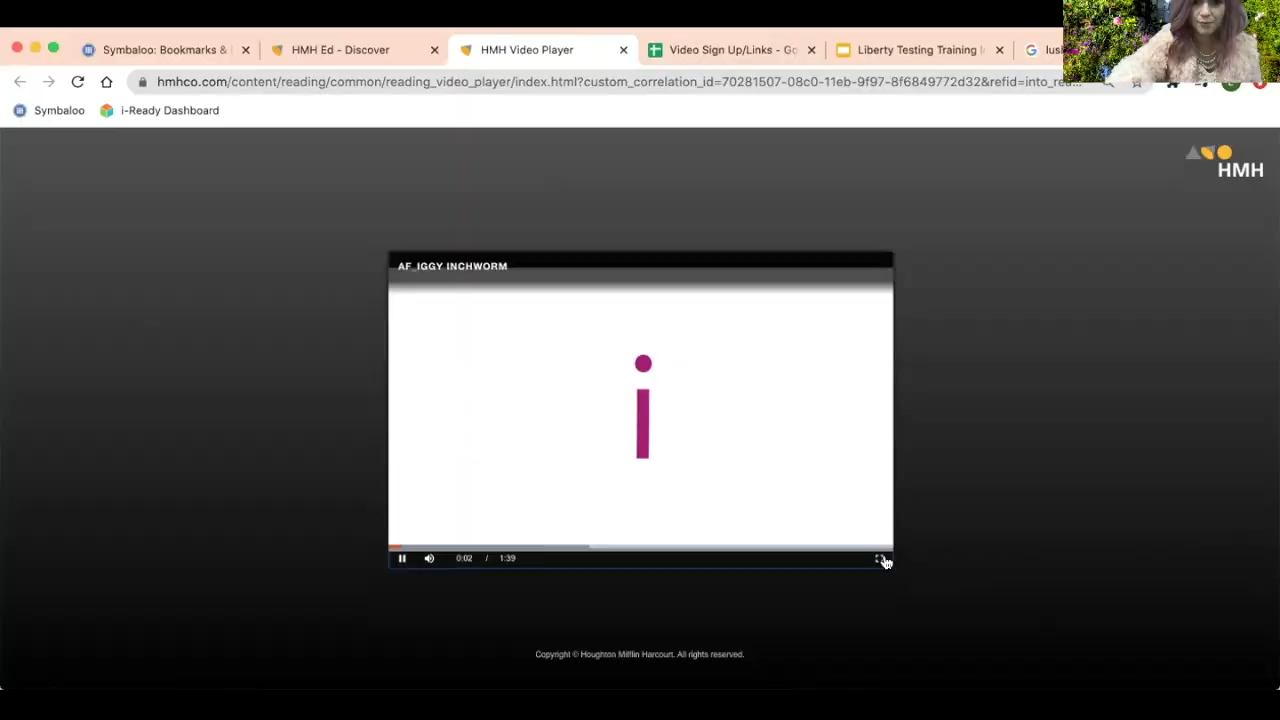 Symbaloo: Bookmarks &
HMH Ed - Discover
HMH Video Player
Video Sign Up/Links - Go
Liberty Testing Training
hmhco.com/content/reading/common/reading_video_player/index.html?custom_correlation_id=70281507-08c0-11eb-9f97-8f6849772d32&refid=into_rea...
Symbaloo
i-Ready Dashboard
HMH
AF_IGGY INCHWORM
i
0:02 / 1:39
Copyright © Houghton Mifflin Harcourt. All rights reserved.